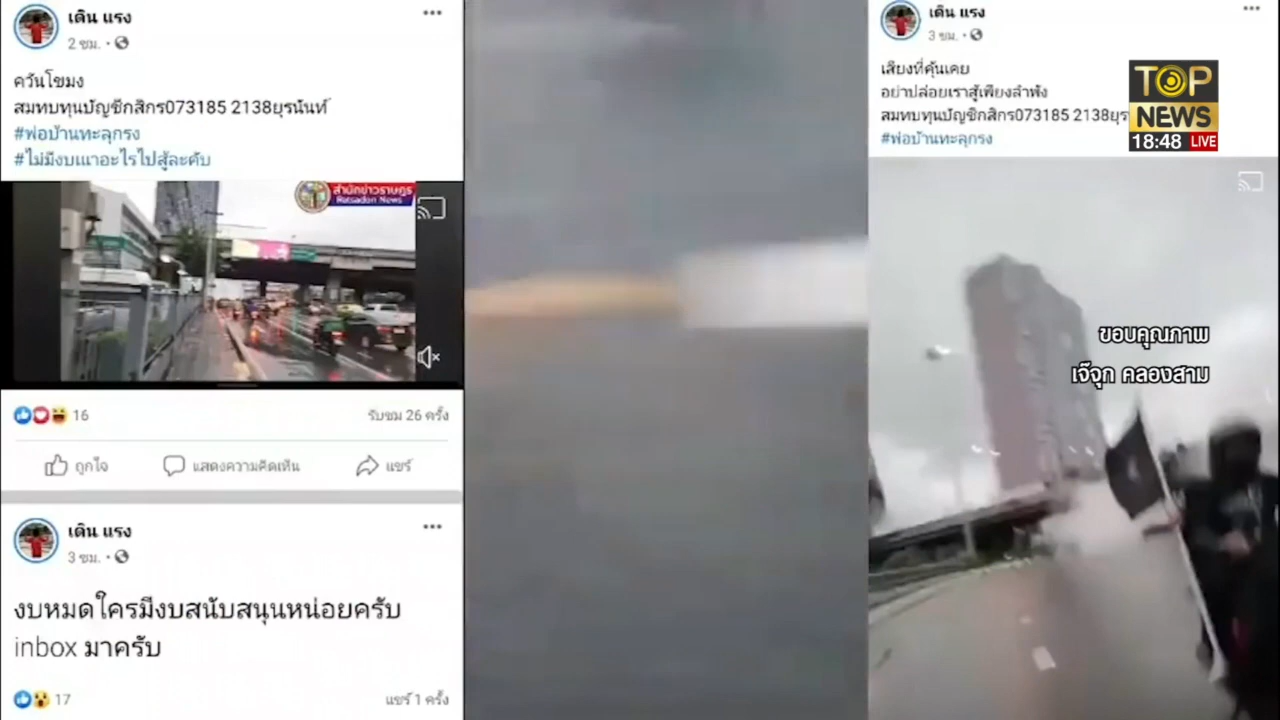 เดิน แรง
2 ชม.
ควันโขมง
สมทบทุนบัญชีกสิกร073185 2138ยุรนันท์
#พ่อบ้านทะลุกรง
#ไม่มีงบแนาอะไรไปสู้ละคับ
สำนักข่าวราษฎร
Ratsadon News
16
รับชม 26 ครั้ง
ถูกใจ
แสดงความคิดเห็น
แชร์
เดิน แรง
3 ชม.
งบหมดใครมีงบสนับสนุนหน่อยครับ
inbox มาครับ
17
แชร์ 1 ครั้ง
เดิน แรง
3 ชม.
เสียงที่คุ้นเคย
อย่าปล่อยเราสู้เพียงลำพัง
สมทบทุนบัญชีกสิกร073185 2138ยุร
#พ่อบ้านทะลุกรง
TOP
NEWS
18:48 LIVE
ขอบคุณภาพ
เจ๊จุก คลองสาม